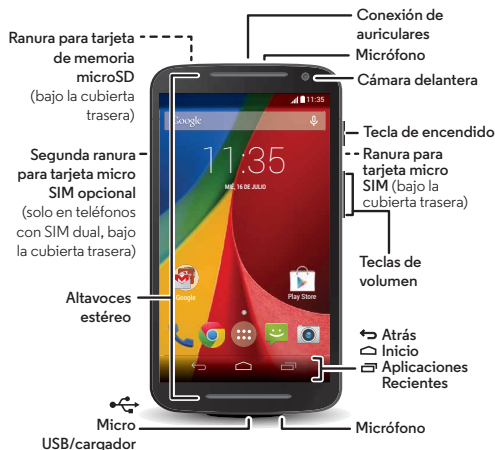 Conexión de
auriculares
Ranura para tarjeta
de memoria
microSD
(bajo la cubierta
trasera)
Micrófono
Cámara delantera
11:35
Google
Tecla de encendido
11:35
MIÉ, 16 DE JULIO
Segunda ranura
para tarjeta micro
SIM opcional
(solo en teléfonos
con SIM dual, bajo
la cubierta trasera)
Ranura para
tarjeta micro
SIM (bajo la
cubierta trasera)
Teclas de
volumen
Google
Play Store
Altavoces
estéreo
Atrás
Inicio
Aplicaciones
Recientes
Micro
USB/cargador
Micrófono